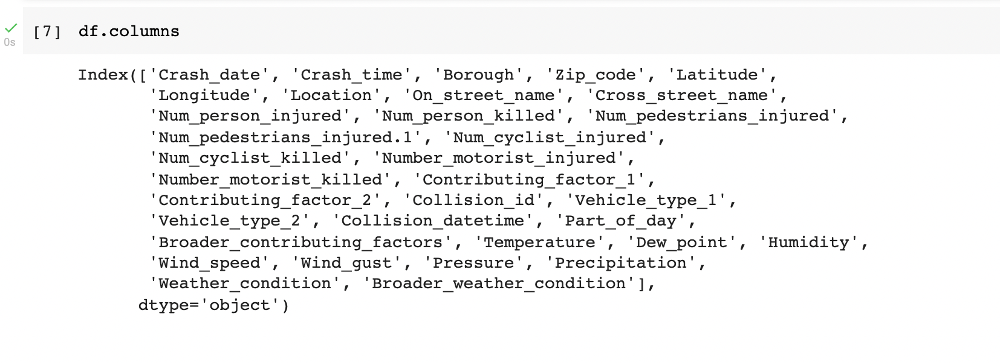 [7] df.columns
0s
Index(['Crash_date', 'Crash_time', 'Borough', 'Zip_code', 'Latitude',
'Longitude', 'Location', 'On_street_name', 'Cross_street_name',
'Num_person_injured', 'Num_person_killed', 'Num_pedestrians_injured',
'Num_pedestrians_injured.1', 'Num_cyclist_injured',
'Num_cyclist_killed', 'Number_motorist_injured',
'Number_motorist_killed', 'Contributing_factor_1',
'Contributing_factor_2', 'Collision_id', 'Vehicle_type_1',
'Vehicle_type_2', 'Collision_datetime', 'Part_of_day',
'Broader_contributing_factors', 'Temperature', 'Dew_point', 'Humidity',
'Wind_speed', 'Wind_gust', 'Pressure', 'Precipitation',
'Weather_condition', 'Broader_weather_condition'],
dtype='object')